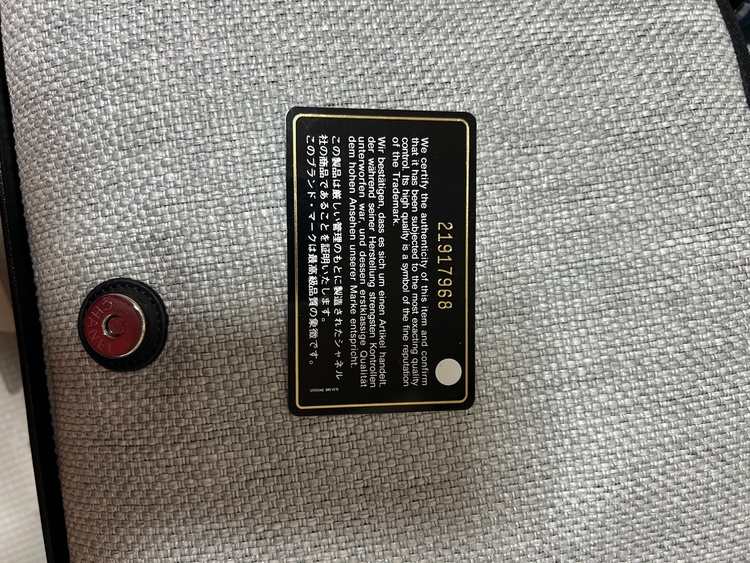 21917968
We certify the authenticity of this item and confirm
that it has been subjected to the most exacting quality
control. Its high quality is a symbol of the fine reputation
of the Trademark.
Wir bestätigen, dass es sich um einen Artikel handelt,
der während seiner Herstellung strengsten Kontrollen
unterworfen war, und dessen erstklassige Qualität
dem hohen Ansehen unserer Marke entspricht.
この製品は厳しい管理のもとに製造されたシャネル
社の商品であることを証明いたします。
このブランド・マークは最高級品質の象徴です。
SYSTEME BREVETE
CHANEL